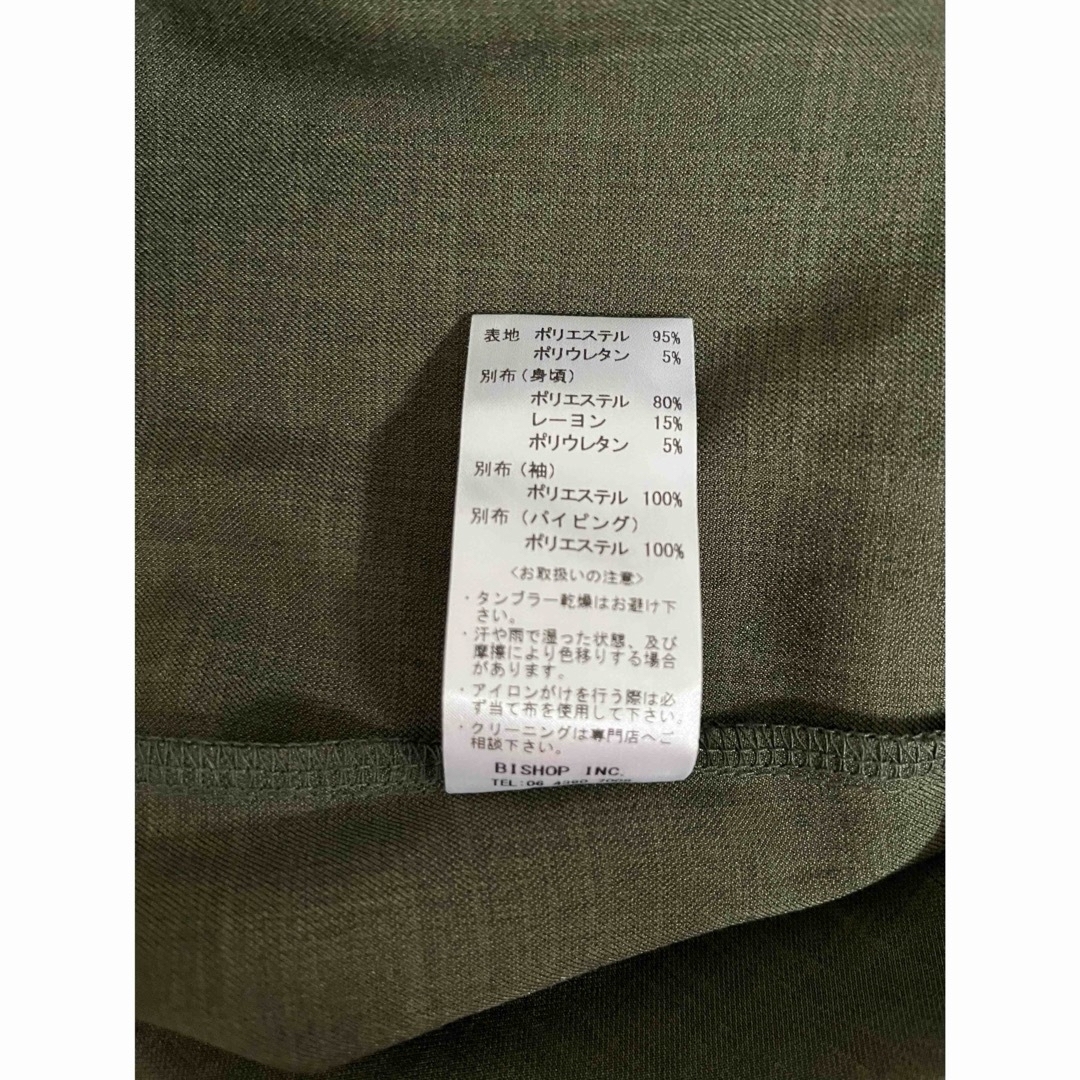 表地 ポリエステル 95%
ポリウレタン 5%
別布(身頃)
ポリエステル 80%
レーヨン 15%
ポリウレタン 5%
別布(袖)
ポリエステル 100%
別布(パイピング)
ポリエステル 100%
<お取扱いの注意>
・タンブラー乾燥はお避け下
さい。
・汗や雨で湿った状態、及び
摩擦により色移りする場合
があります。
・アイロンがけを行う際は必
ず当て布を使用して下さい。
・クリーニングは専門店へご
相談下さい。
BISHOP INC.
TEL:06